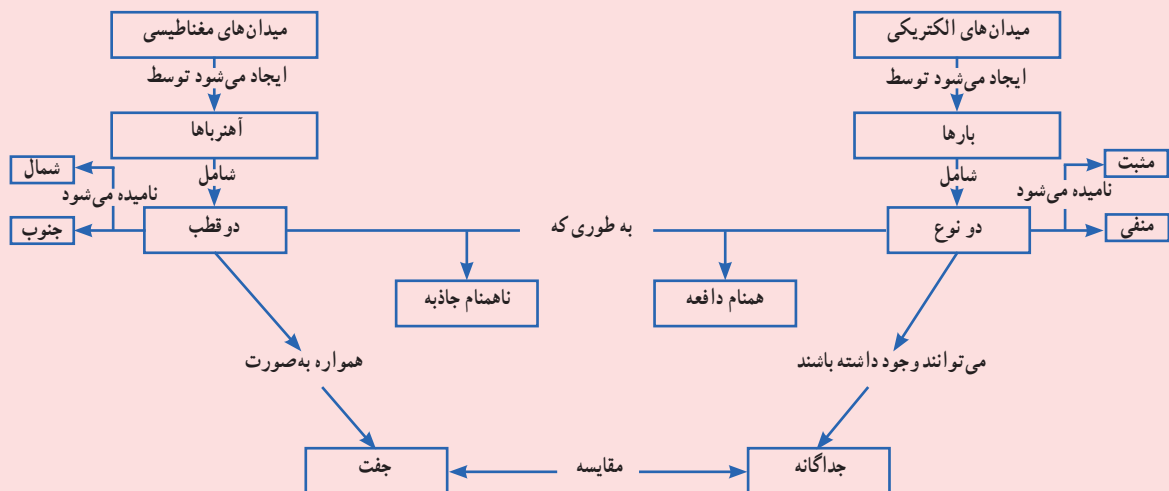 میدان‌های الکتریکی
میدان‌های مغناطیسی
ایجاد می‌شود توسط
ایجاد می‌شود توسط
بارها
آهنرباها
مثبت
شامل
شامل
شمال
نامیده می‌شود
نامیده می‌شود
منفی
دو نوع
به طوری که
دو قطب
جنوب
همنام دافعه
ناهمنام جاذبه
می‌توانند وجود داشته باشند
همواره به‌صورت
جداگانه
مقایسه
جفت